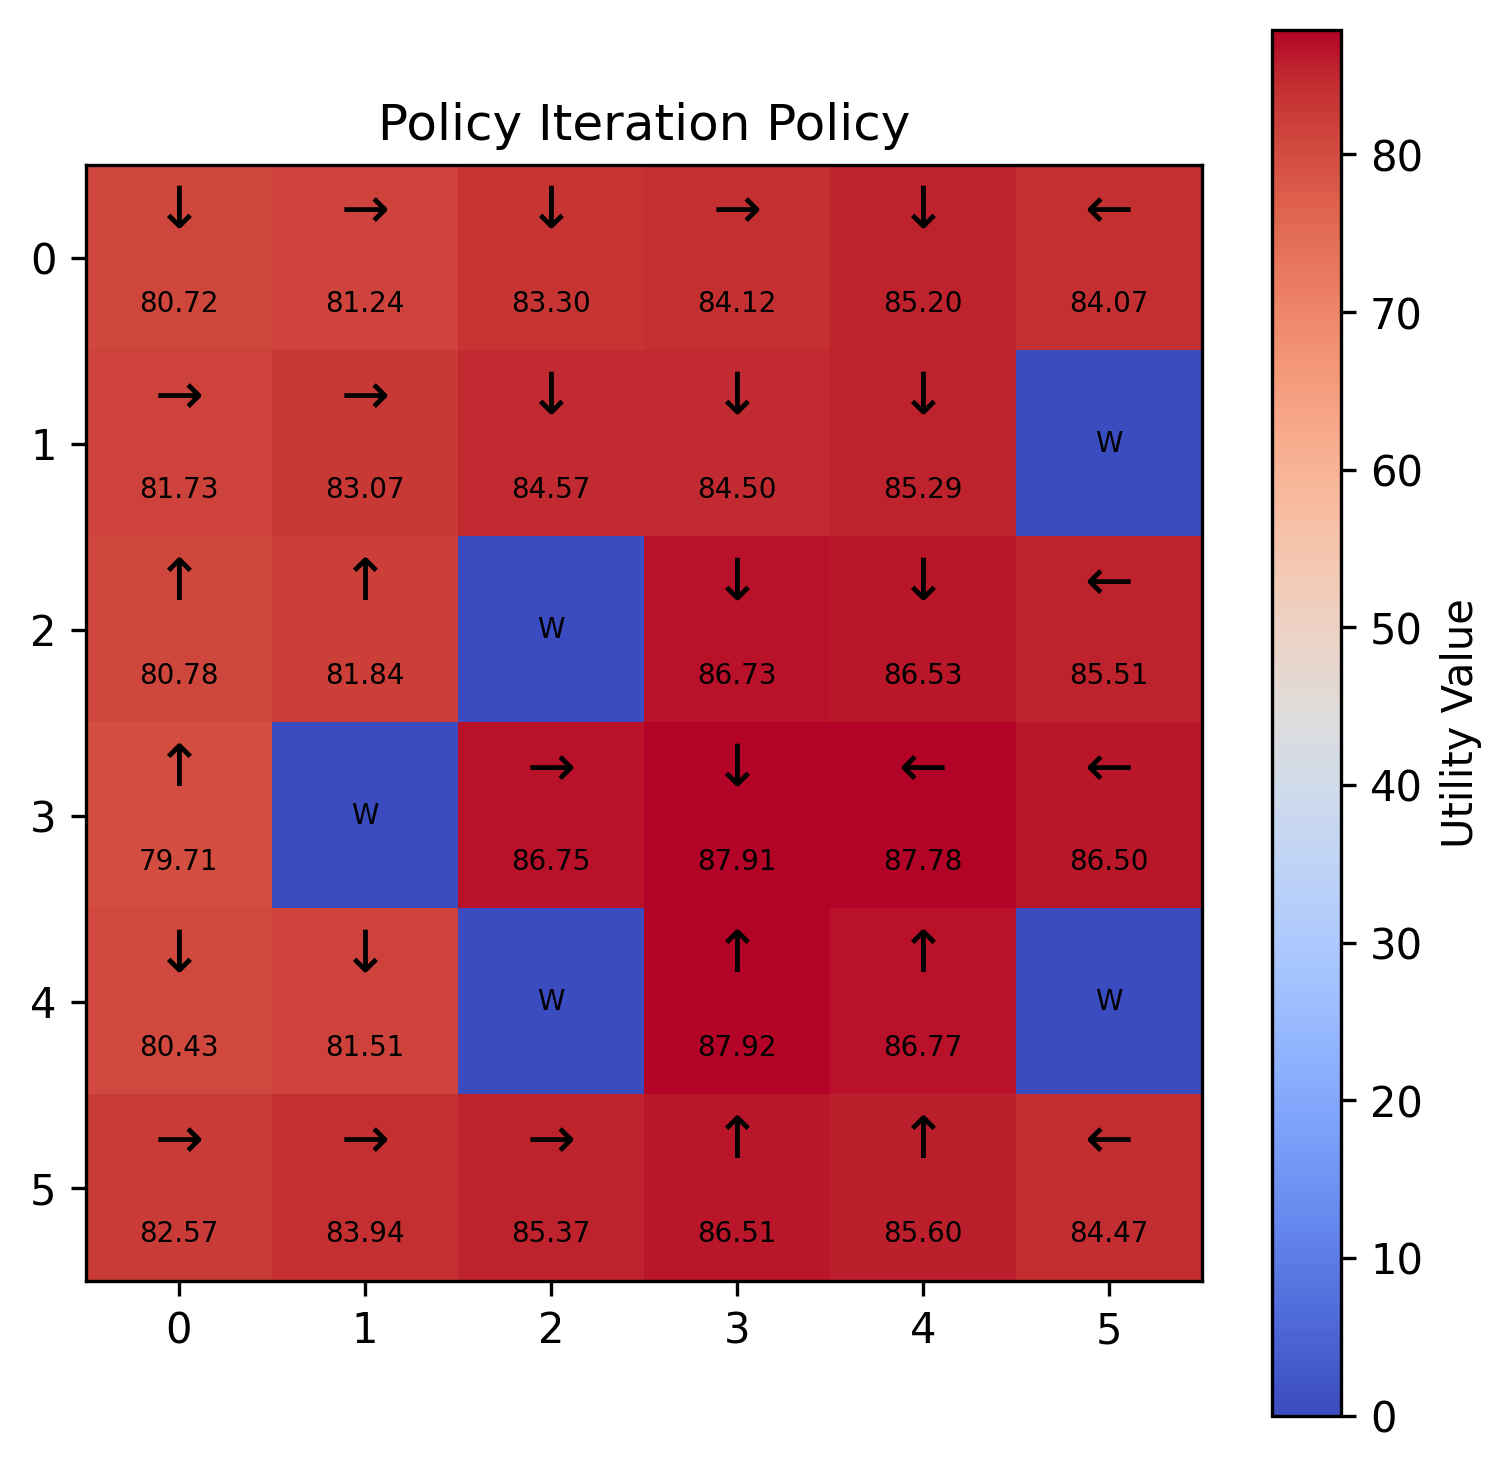 Policy Iteration Policy
↓ → ↓ → ↓ ←
0
80.72 81.24 83.30 84.12 85.20 84.07
→ → ↓ ↓ ↓
1 W
81.73 83.07 84.57 84.50 85.29
↑ ↑ ↓ ↓ ←
2 W
80.78 81.84 86.73 86.53 85.51
↑ → ↓ ← ←
3 W
79.71 86.75 87.91 87.78 86.50
↓ ↓ ↑ ↑
4 W W
80.43 81.51 87.92 86.77
→ → → ↑ ↑ ←
5
82.57 83.94 85.37 86.51 85.60 84.47
0 1 2 3 4 5
80
70
60
50
40
30
20
10
0
Utility Value